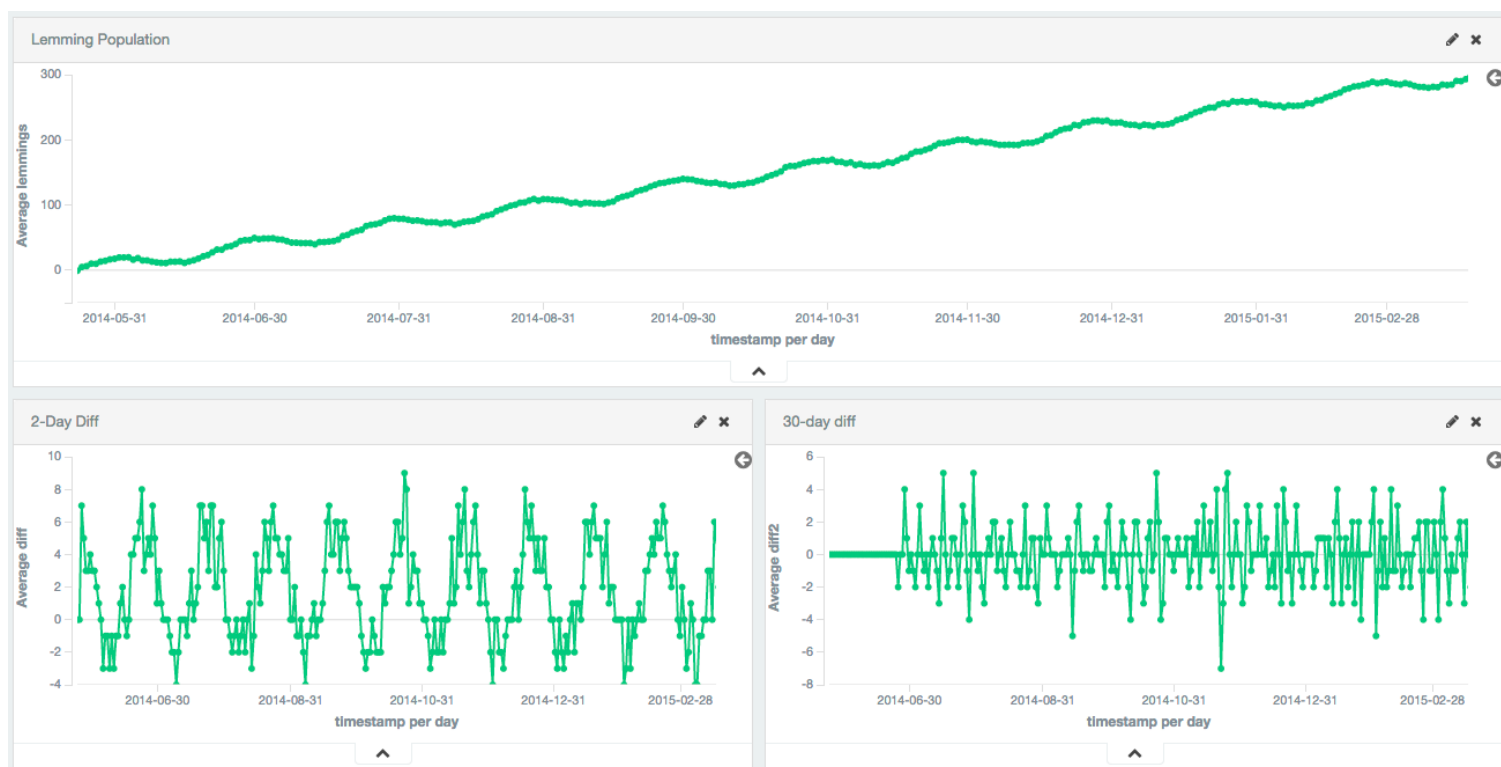 Lemming Population
300
200
100
0
Average lemmings
2014-05-31 2014-06-30 2014-07-31 2014-08-31 2014-09-30 2014-10-31 2014-11-30 2014-12-31 2015-01-31 2015-02-28
timestamp per day
2-Day Diff
10
8
6
4
2
0
-2
-4
Average diff
2014-06-30 2014-08-31 2014-10-31 2014-12-31 2015-02-28
timestamp per day
30-day diff
6
4
2
0
-2
-4
-6
-8
Average diff2
2014-06-30 2014-08-31 2014-10-31 2014-12-31 2015-02-28
timestamp per day